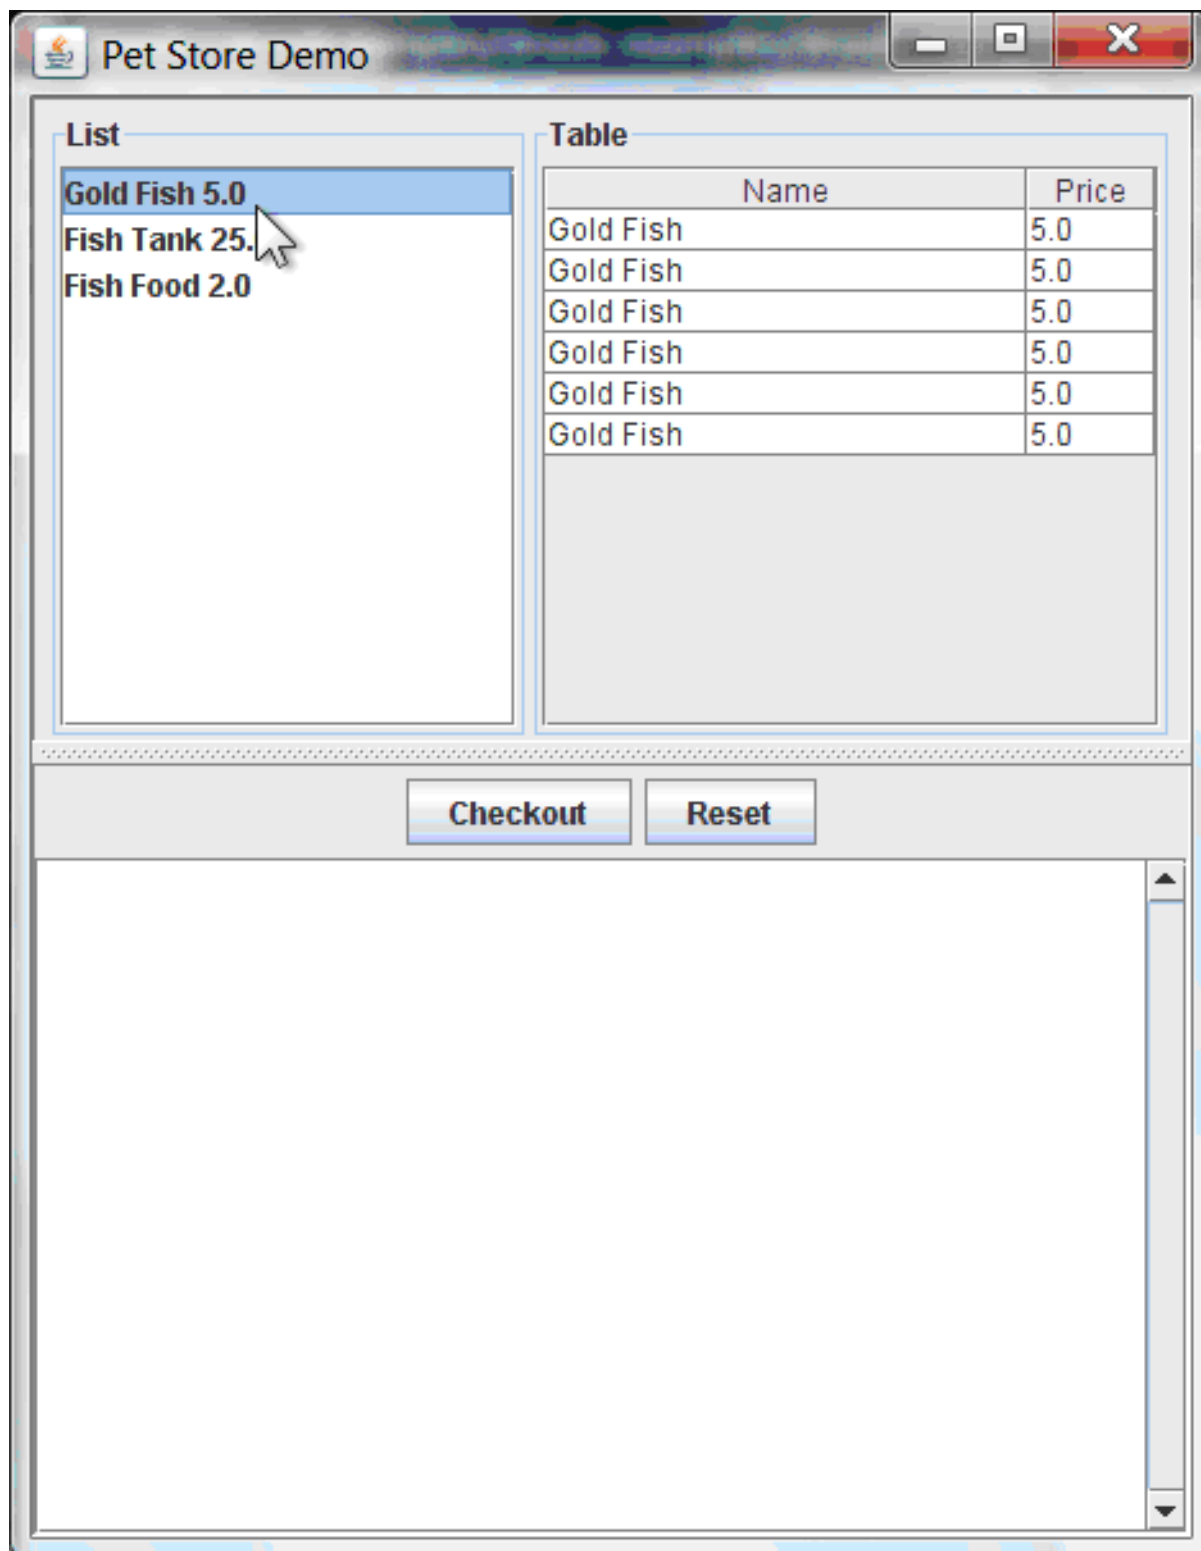 Pet Store Demo
List
Gold Fish 5.0
Fish Tank 25.
Fish Food 2.0
Table
Name Price
Gold Fish 5.0
Gold Fish 5.0
Gold Fish 5.0
Gold Fish 5.0
Gold Fish 5.0
Gold Fish 5.0
Checkout Reset